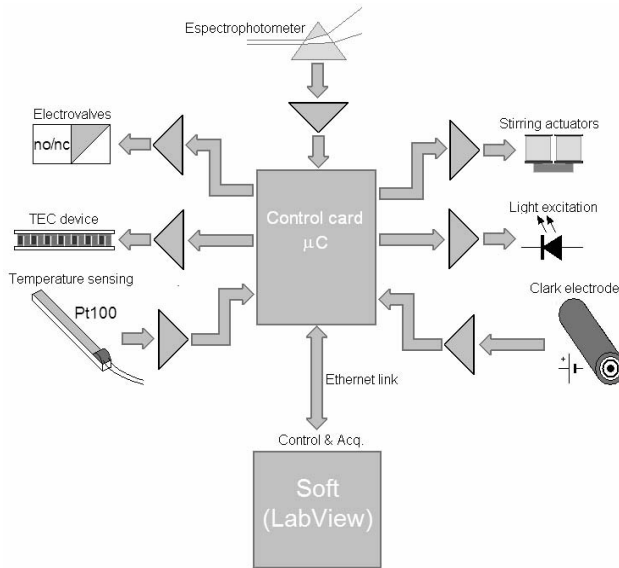 Espectrophotometer
Electrovalves
no/nc
Stirring actuators
Control card
μC
TEC device
Light excitation
Temperature sensing
Pt100
Clark electrode
+
Ethernet link
Control & Acq.
Soft
(LabView)